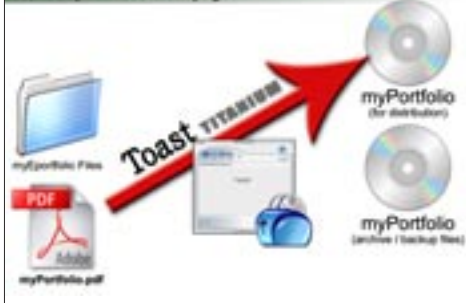 myEportfolio Files
PDF
Adobe
myPortfolio.pdf
Toast TITANIUM
myPortfolio
(for distribution)
myPortfolio
(archive / backup files)